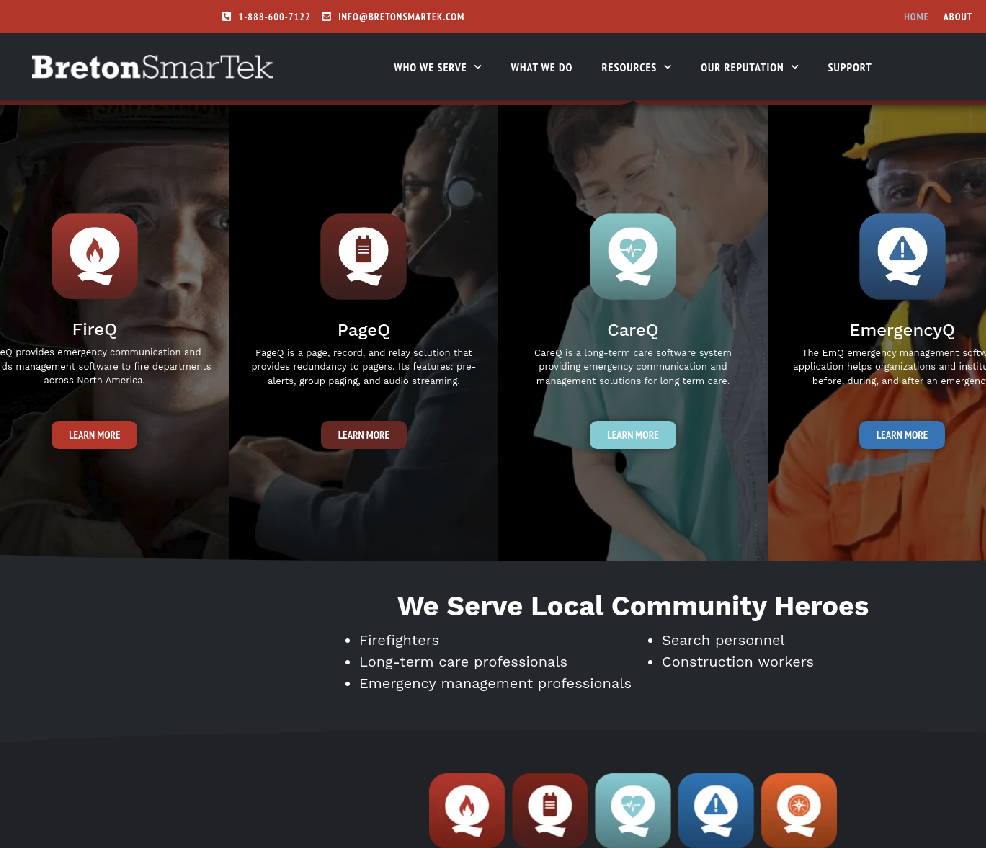 1-888-600-7122 INFO@BRETONSMARTEK.COM HOME ABOUT
BretonSmarTek WHO WE SERVE WHAT WE DO RESOURCES OUR REPUTATION SUPPORT
FireQ
eQ provides emergency communication and
ds management software to fire departments
across North America.
LEARN MORE
PageQ
PageQ is a page, record, and relay solution that
provides redundancy to pagers. Its features: pre-
alerts, group paging, and audio streaming.
LEARN MORE
CareQ
CareQ is a long-term care software system
providing emergency communication and
management solutions for long term care.
LEARN MORE
EmergencyQ
The EmQ emergency management softw
application helps organizations and institu
before, during, and after an emergenc
LEARN MORE
We Serve Local Community Heroes
• Firefighters
• Long-term care professionals
• Emergency management professionals
• Search personnel
• Construction workers